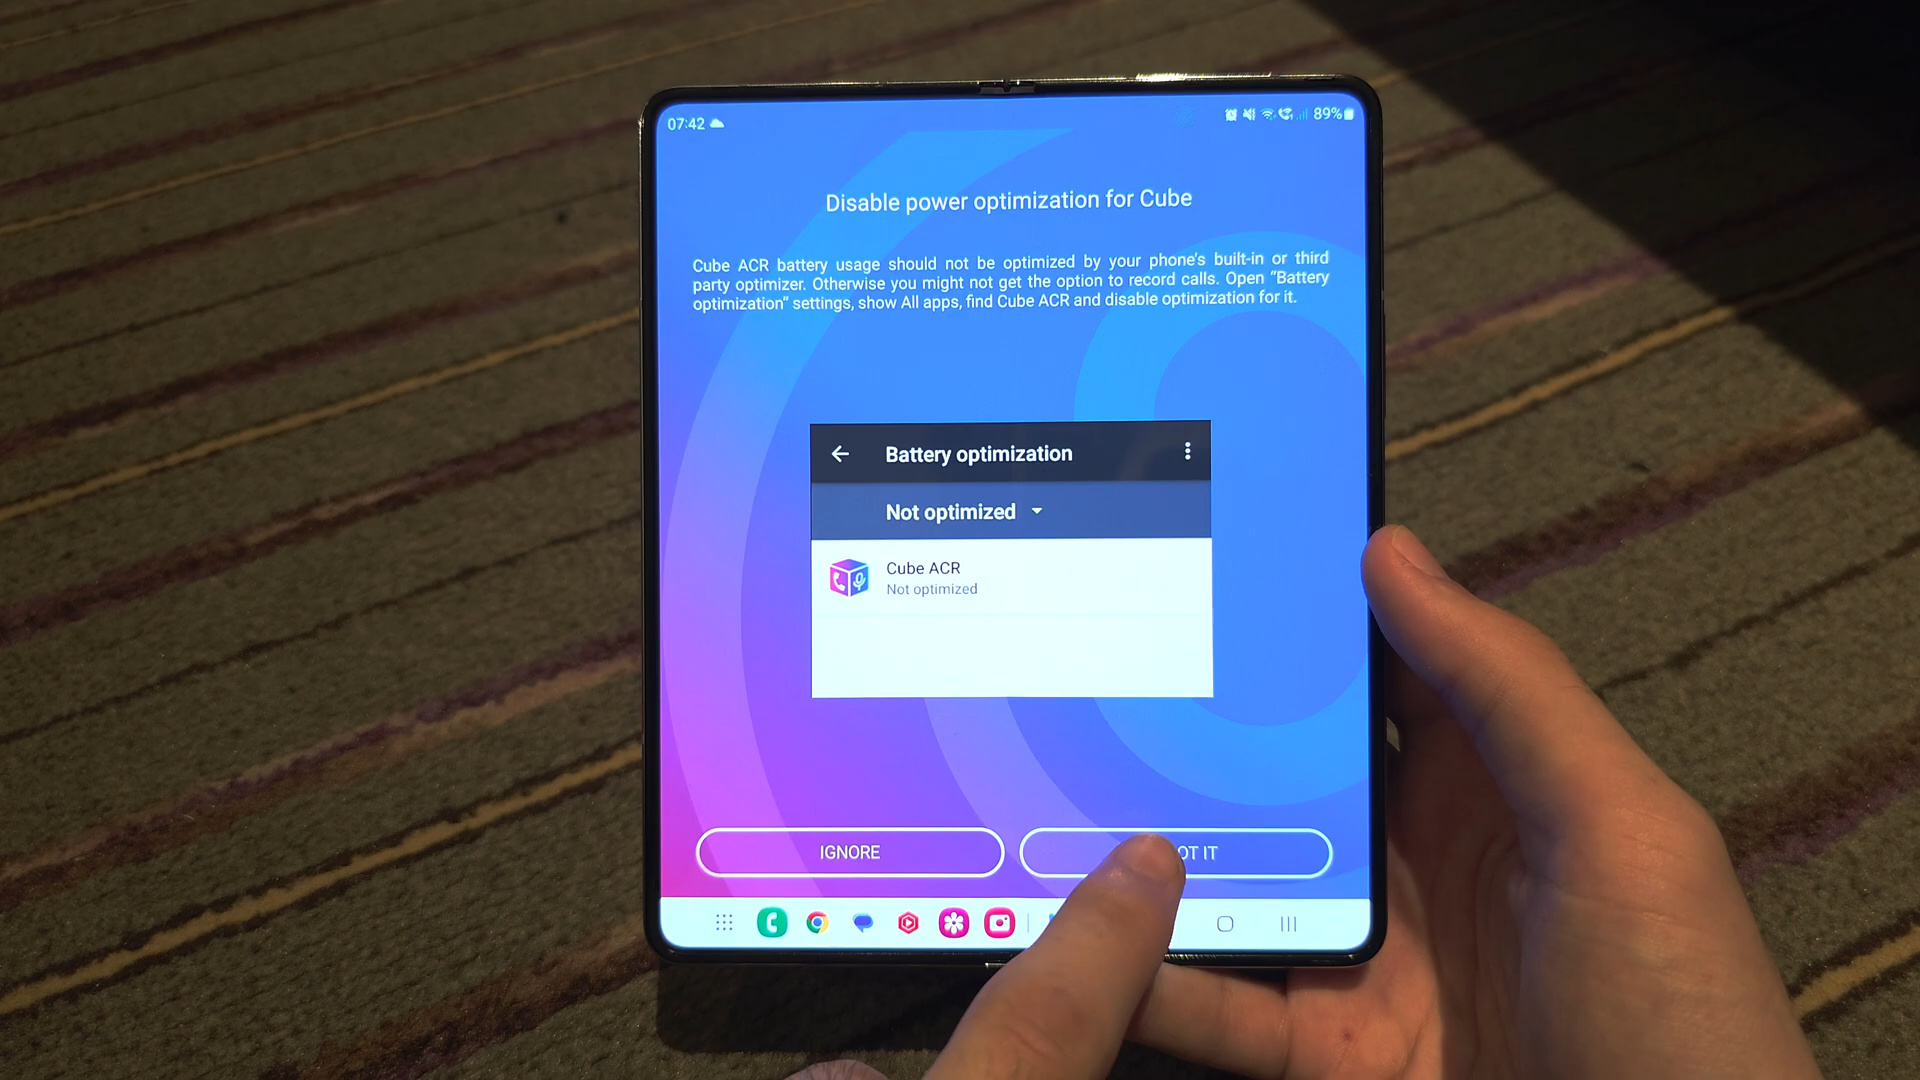 07:42
89%
Disable power optimization for Cube
Cube ACR battery usage should not be optimized by your phone's built-in or third
party optimizer. Otherwise you might not get the option to record calls. Open "Battery
optimization" settings, show All apps, find Cube ACR and disable optimization for it.
Battery optimization
Not optimized
Cube ACR
Not optimized
IGNORE
OT IT